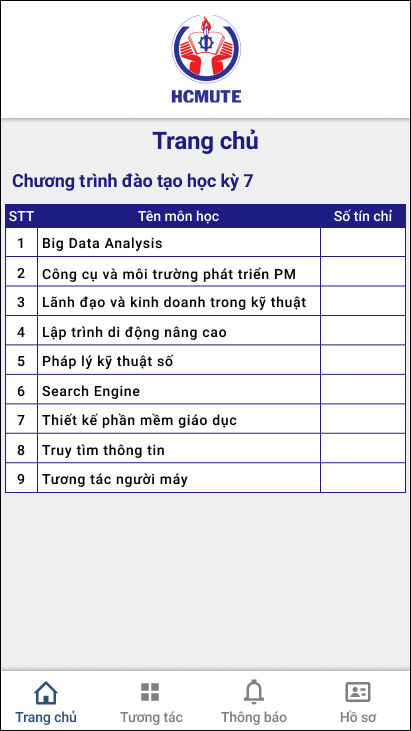 HCMUTE
Trang chủ
Chương trình đào tạo học kỳ 7
STT Tên môn học Số tín chỉ
1 Big Data Analysis
2 Công cụ và môi trường phát triển PM
3 Lãnh đạo và kinh doanh trong kỹ thuật
4 Lập trình di động nâng cao
5 Pháp lý kỹ thuật số
6 Search Engine
7 Thiết kế phần mềm giáo dục
8 Truy tìm thông tin
9 Tương tác người máy
Trang chủ Tương tác Thông báo Hồ sơ